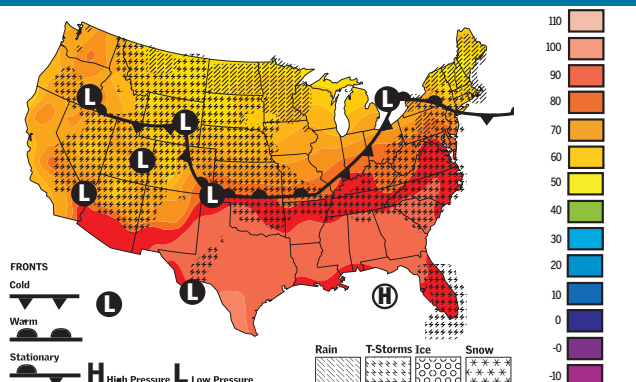 110
100
90
80
70
60
50
40
30
20
10
0
-0
-10
L
L
L
L
L
L
L
L
H
FRONTS
Cold
Warm
Stationary
H High Pressure L Low Pressure
Rain T-Storms Ice Snow